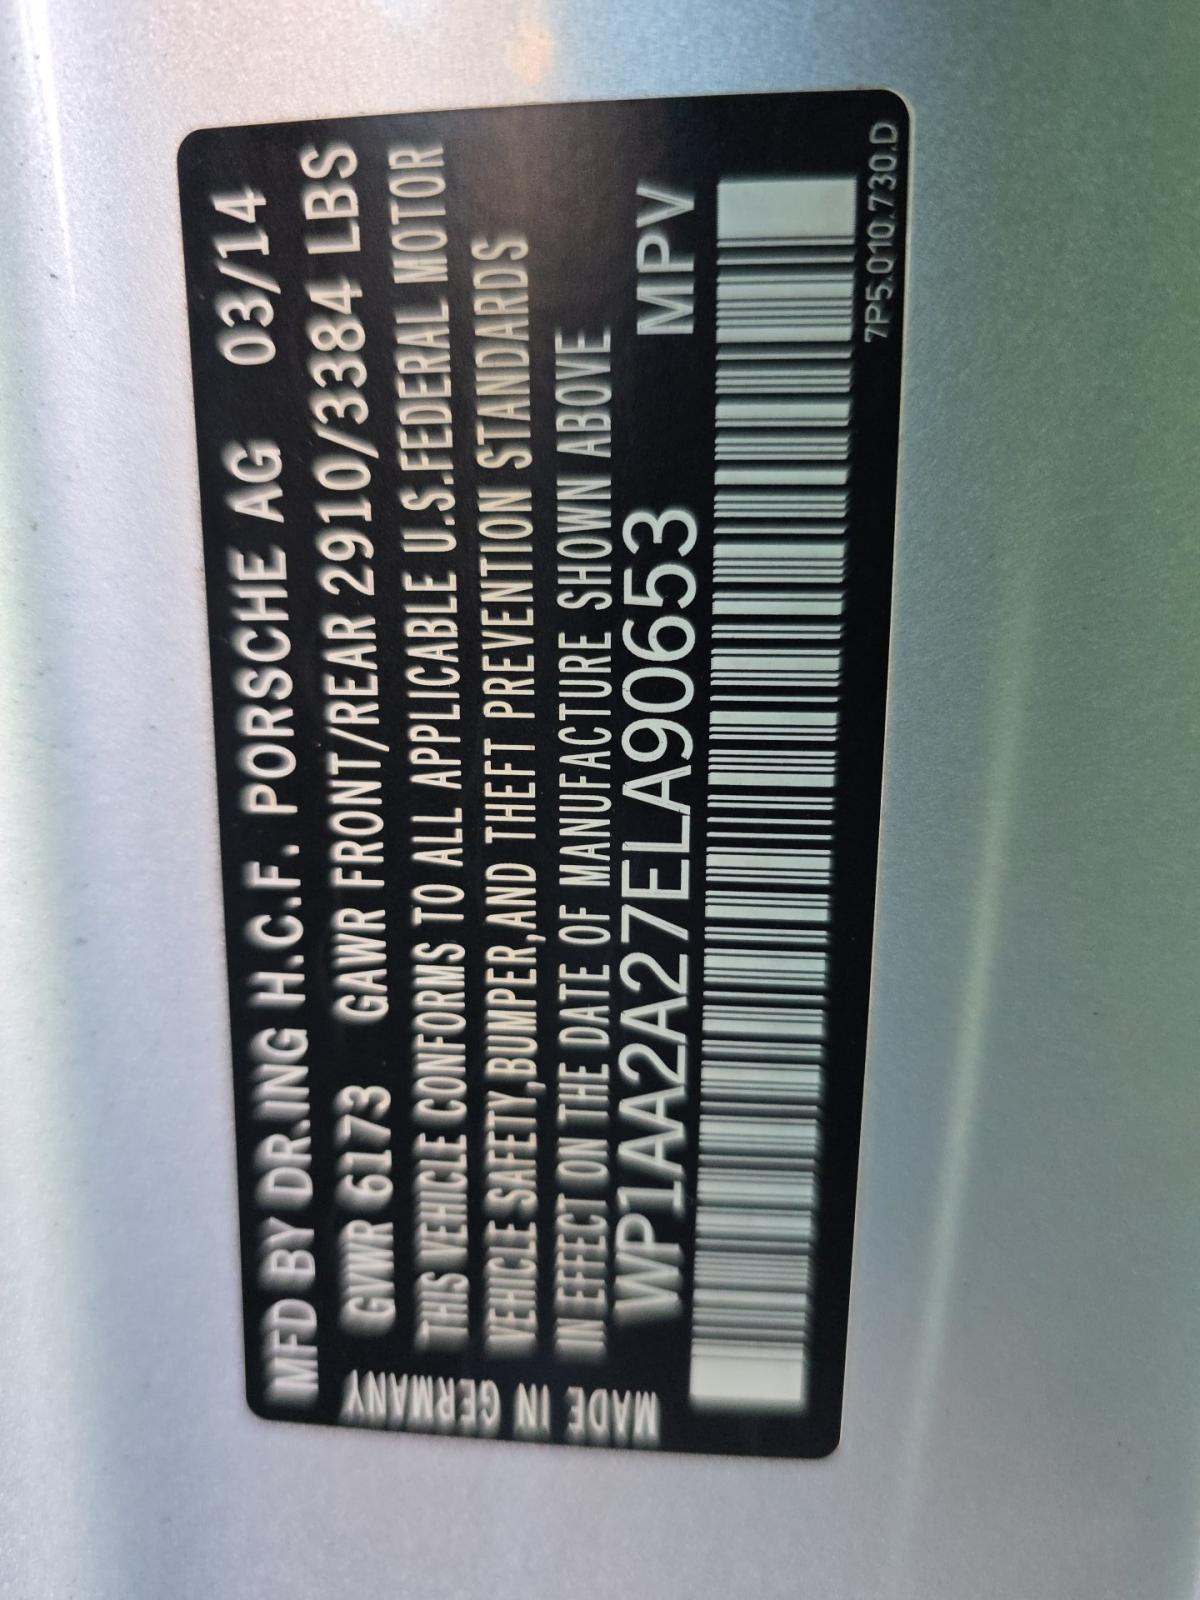 MFD BY DR.ING H.C.F. PORSCHE AG 03/14
GVWR 6173 GAWR FRONT/REAR 2910/3384 LBS
THIS VEHICLE CONFORMS TO ALL APPLICABLE U.S.FEDERAL MOTOR
VEHICLE SAFETY,BUMPER,AND THEFT PREVENTION STANDARDS
IN EFFECT ON THE DATE OF MANUFACTURE SHOWN ABOVE
WP1AA2A27ELA90653 MPV
MADE IN GERMANY
7P5.010.730.D